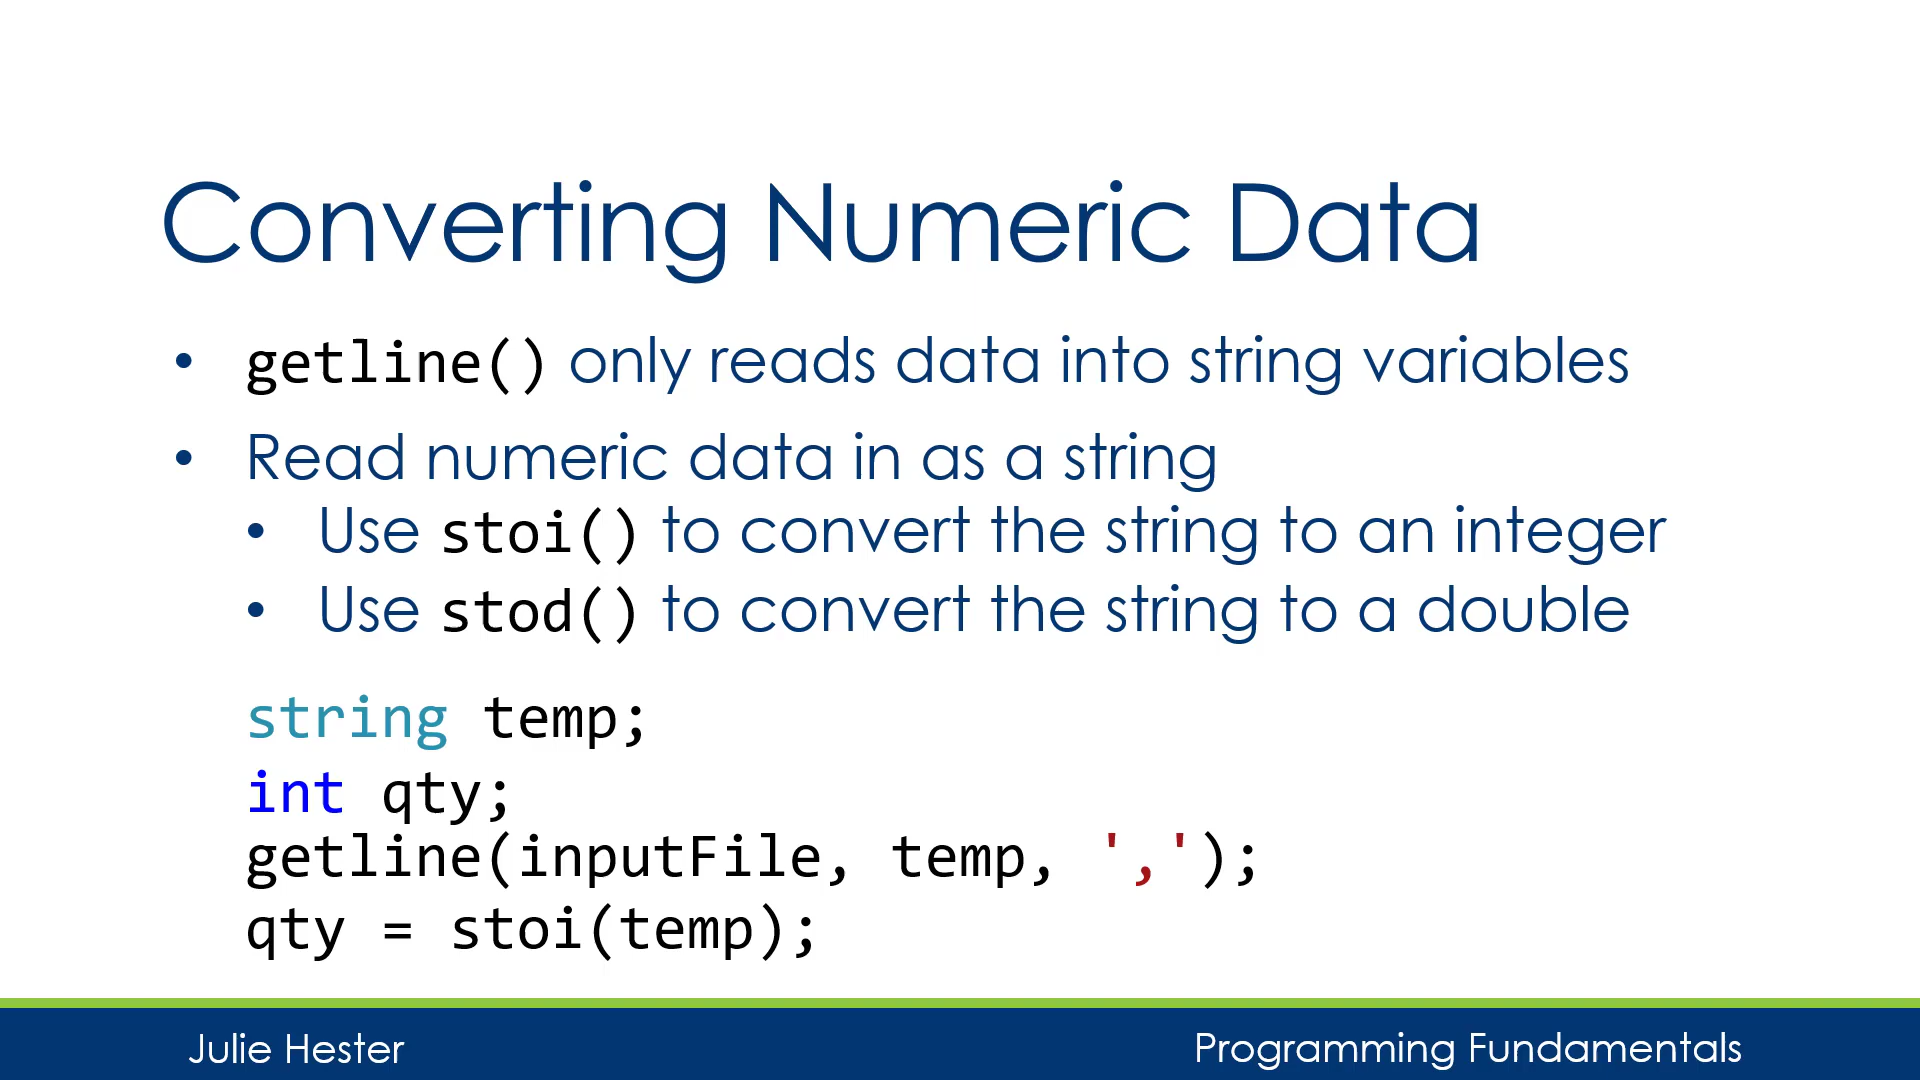 Converting Numeric Data
• getline() only reads data into string variables
• Read numeric data in as a string
• Use stoi() to convert the string to an integer
• Use stod() to convert the string to a double
string temp;
int qty;
getline(inputFile, temp, ',');
qty = stoi(temp);
Julie Hester
Programming Fundamentals